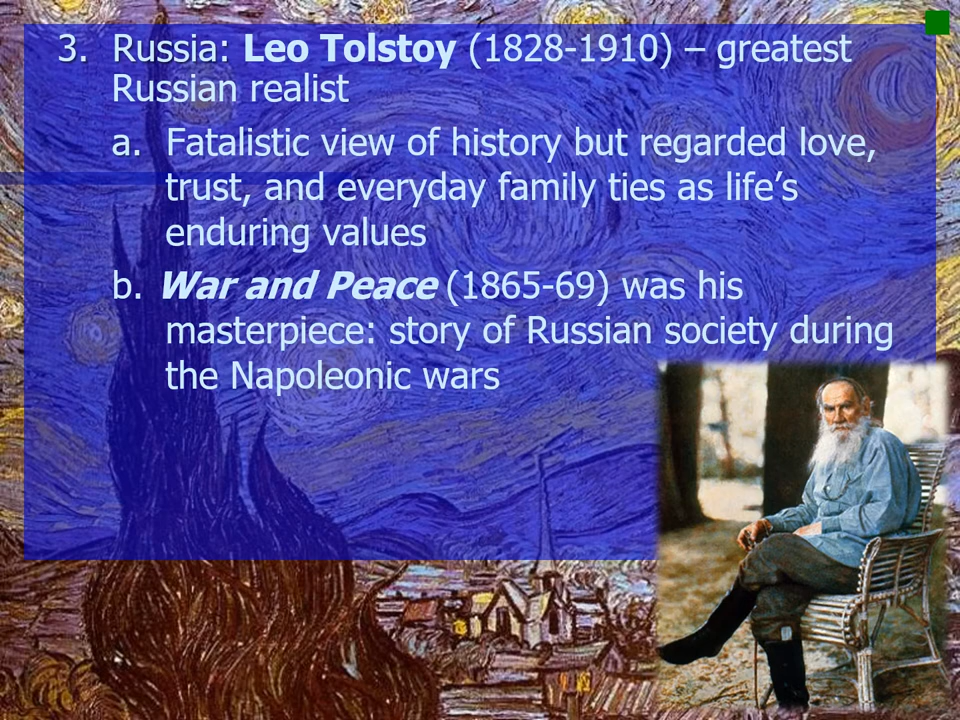 3. Russia: Leo Tolstoy (1828-1910) – greatest
Russian realist
a. Fatalistic view of history but regarded love,
trust, and everyday family ties as life’s
enduring values
b. War and Peace (1865-69) was his
masterpiece: story of Russian society during
the Napoleonic wars